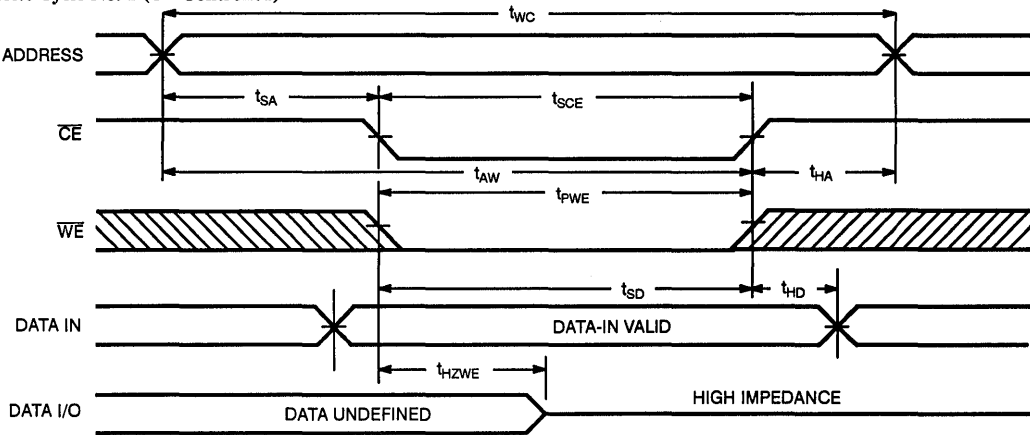 tWC
ADDRESS
tSA
tSCE
CE
tAW
tHA
tPWE
WE
tSD
tHD
DATA IN
DATA-IN VALID
tHZWE
HIGH IMPEDANCE
DATA I/O
DATA UNDEFINED